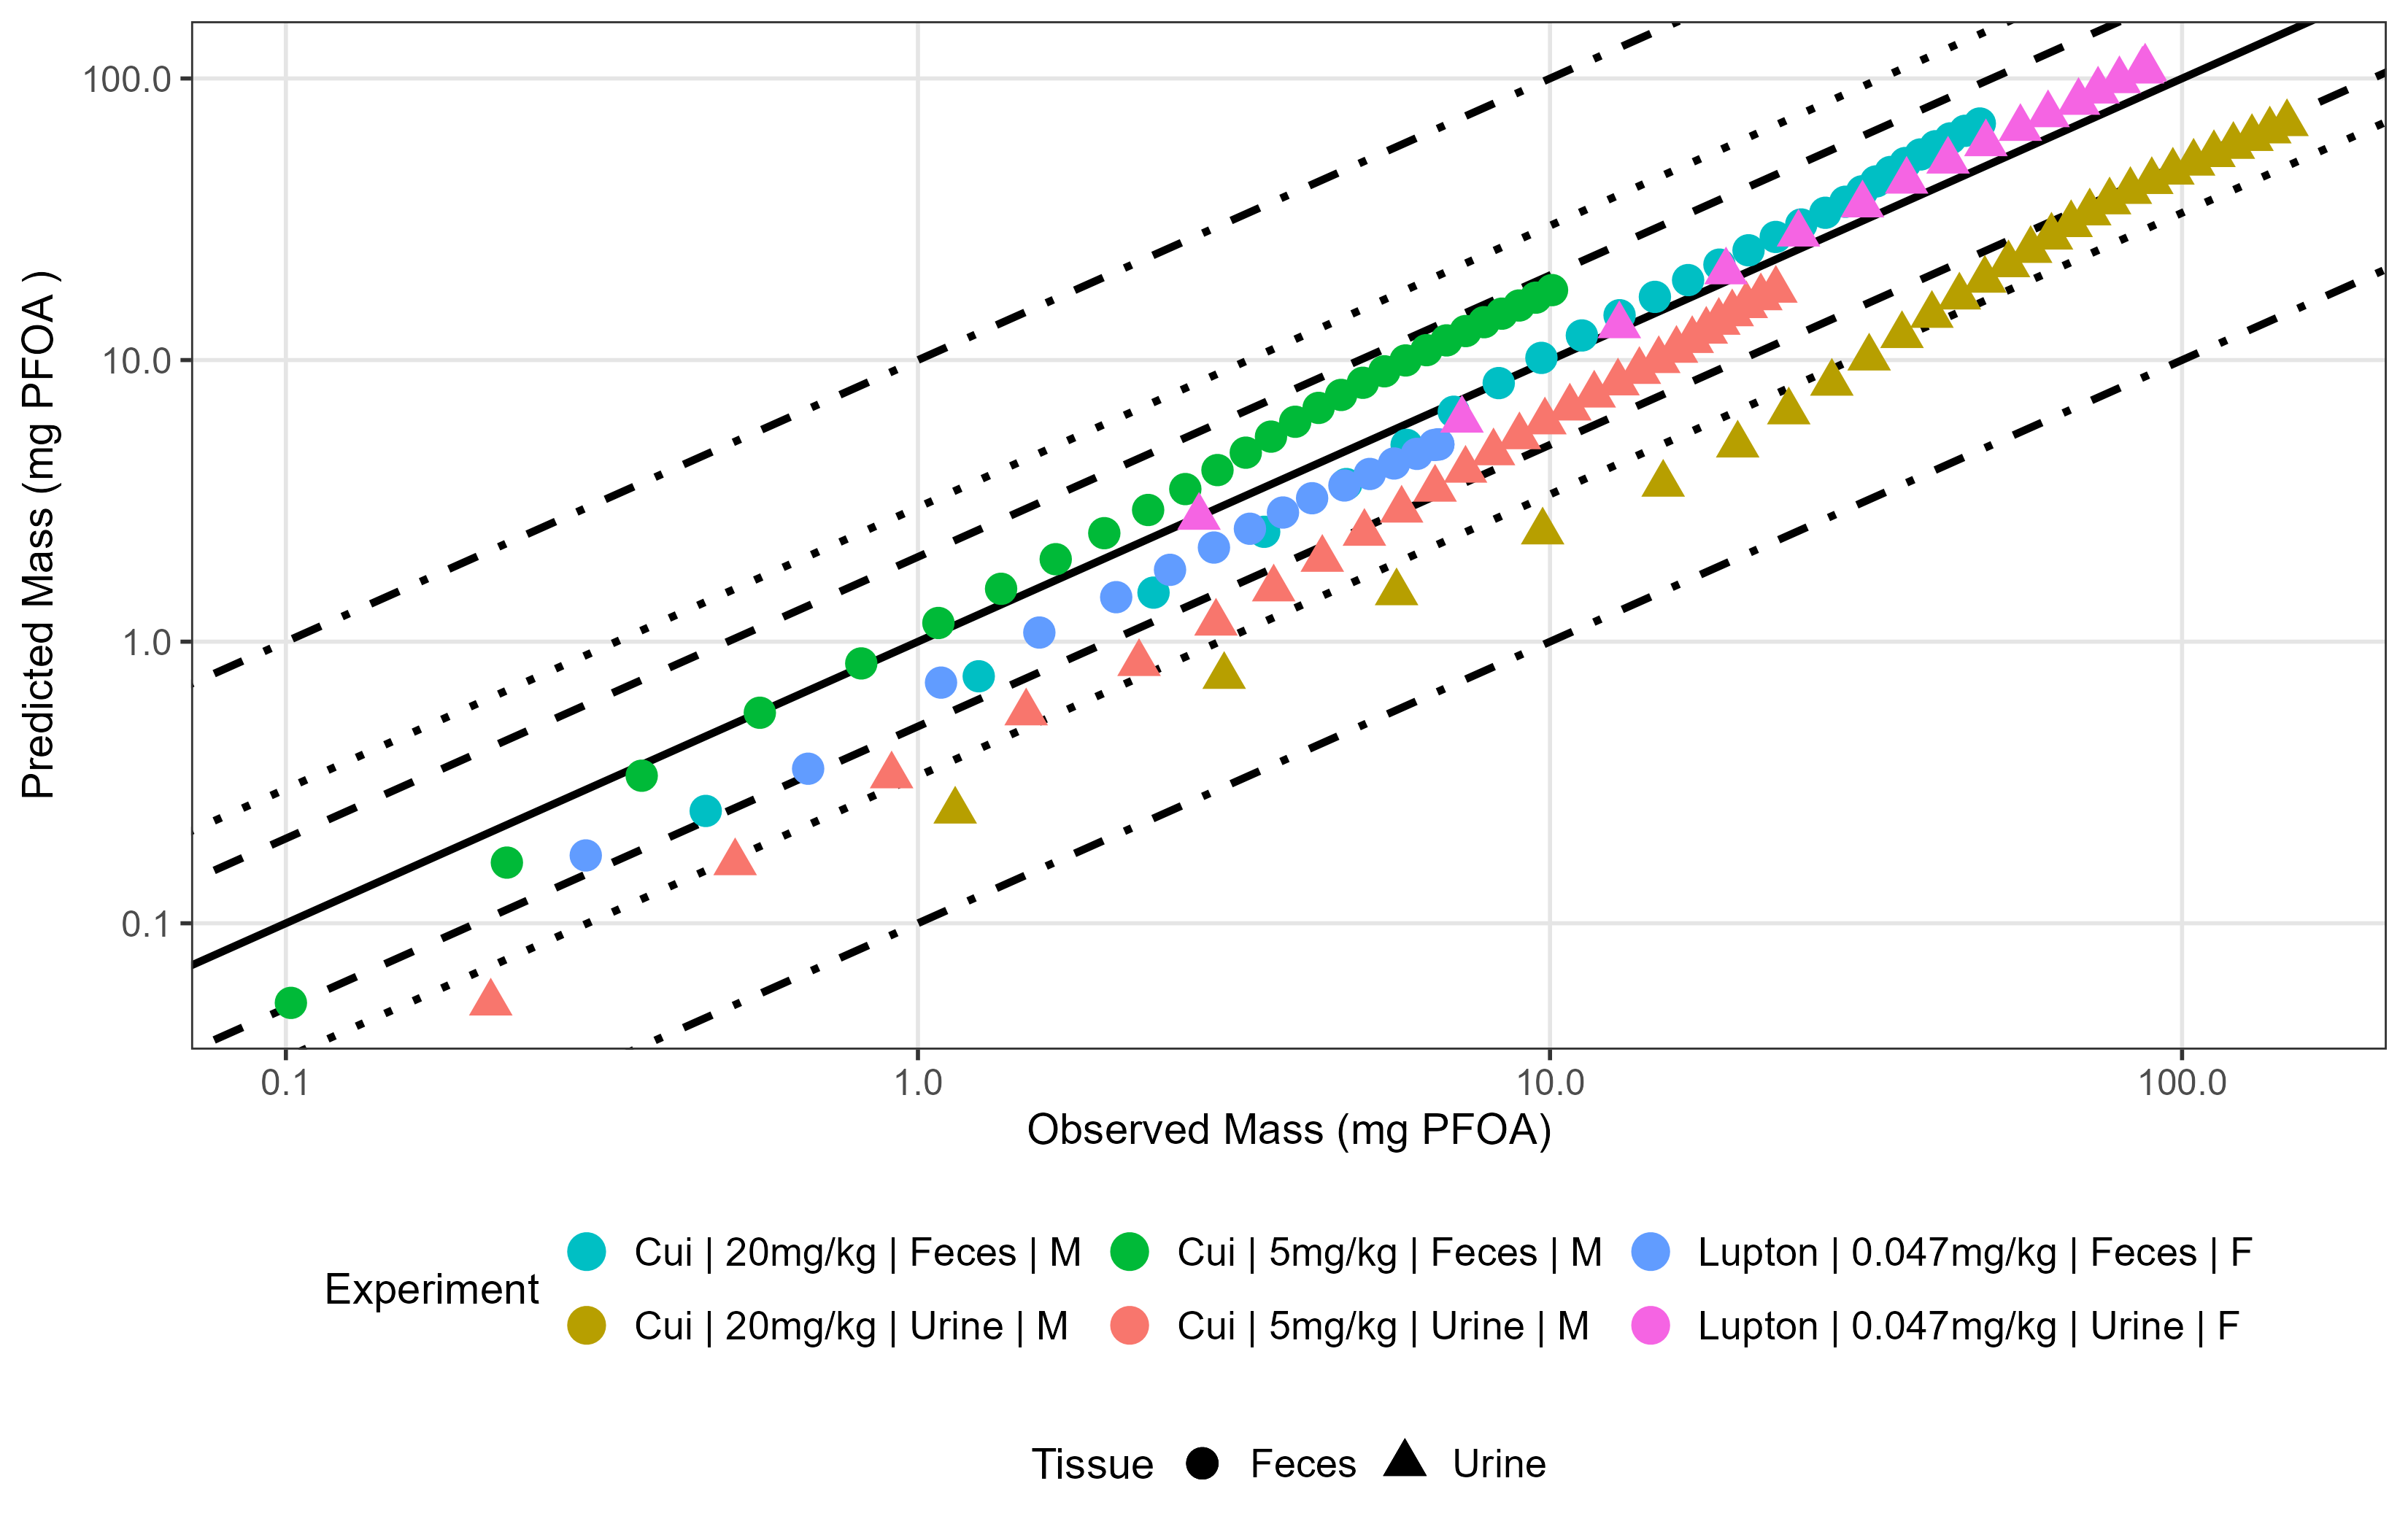 Predicted Mass (mg PFOA )
100.0
10.0
1.0
0.1
0.1 1.0 10.0 100.0
Observed Mass (mg PFOA)
Experiment
Cui | 20mg/kg | Feces | M Cui | 5mg/kg | Feces | M Lupton | 0.047mg/kg | Feces | F
Cui | 20mg/kg | Urine | M Cui | 5mg/kg | Urine | M Lupton | 0.047mg/kg | Urine | F
Tissue Feces Urine